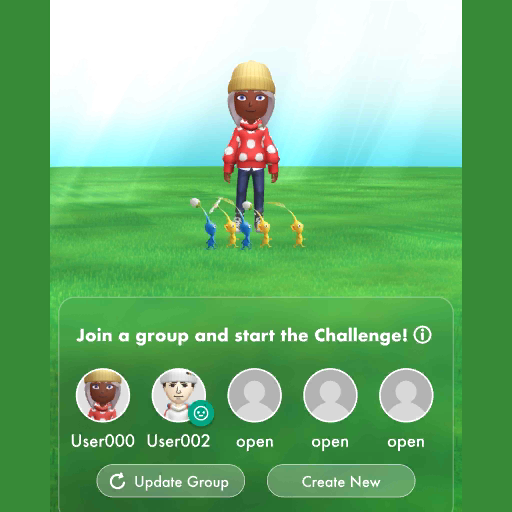 Join a group and start the Challenge!
User000 User002 open open open
Update Group Create New